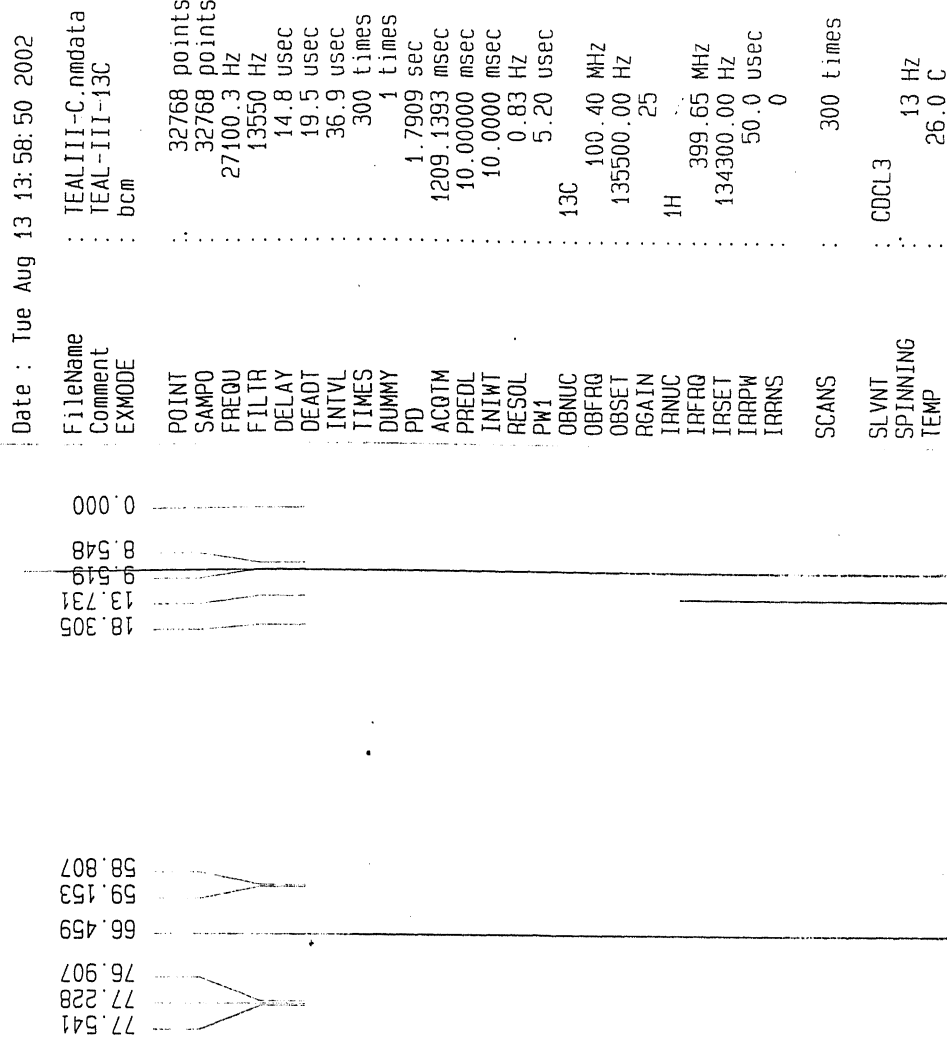 Date : Tue Aug 13 13:58:50 2002
FileName : TEALIII-C.nmdata
Comment : TEAL-III-13C
EXMODE : bcm
POINT : 32768 points
SAMPO : 32768 points
FREQU : 27100.3 Hz
FILTR : 13550 Hz
DELAY : 14.8 usec
DEADT : 19.5 usec
INTVL : 36.9 usec
TIMES : 300 times
DUMMY : 1 times
PD : 1.7909 sec
ACQTM : 1209.1393 msec
PREDL : 10.00000 msec
INIWT : 10.0000 msec
RESOL : 0.83 Hz
PW1 : 5.20 usec
OBNUC : 13C
OBFRQ : 100.40 MHz
OBSET : 135500.00 Hz
RGAIN : 25
IRNUC : 1H
IRFRQ : 399.65 MHz
IRSET : 134300.00 Hz
IRRPW : 50.0 usec
IRRNS : 0
SCANS : 300 times
SLVNT : CDCL3
SPINNING : 13 Hz
TEMP : 26.0 C
0.000
8.548
9.519
13.731
18.305
58.807
59.153
66.459
76.907
77.228
77.541